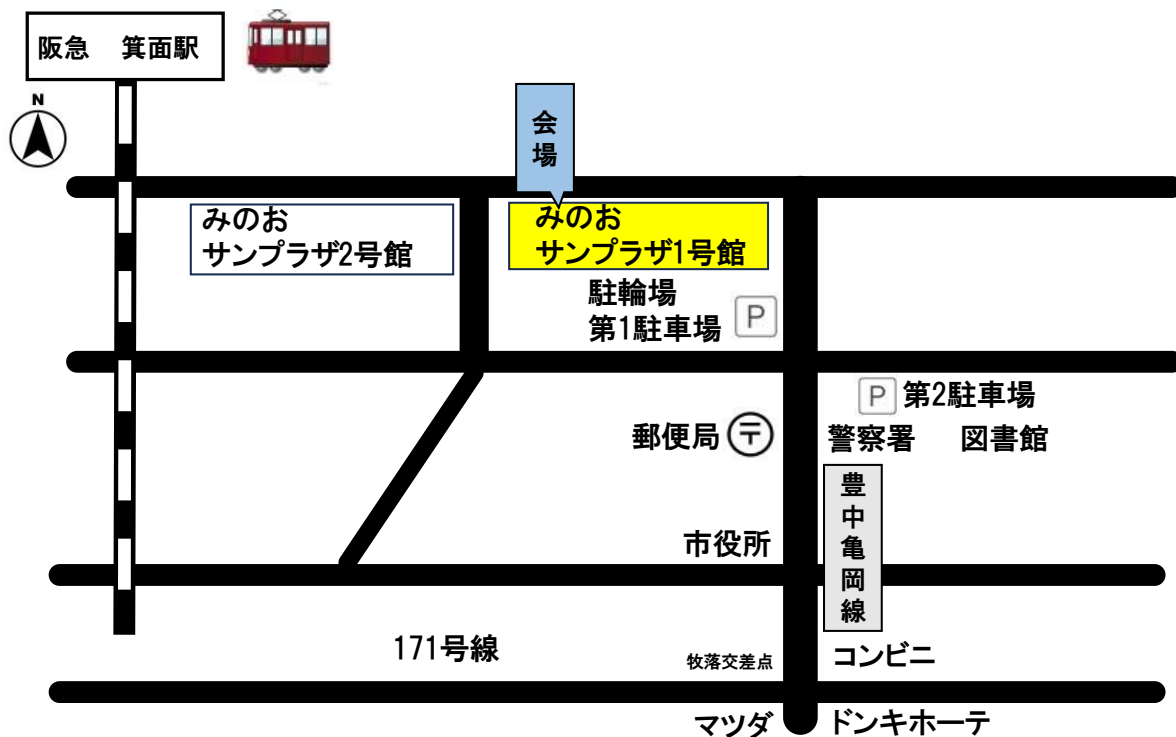 阪急　箕面駅
N
会場
みのお
サンプラザ2号館
みのお
サンプラザ1号館
駐輪場
第1駐車場
P
P 第2駐車場
郵便局 〒
警察署　図書館
豊中亀岡線
市役所
171号線
牧落交差点
コンビニ
マツダ
ドンキホーテ